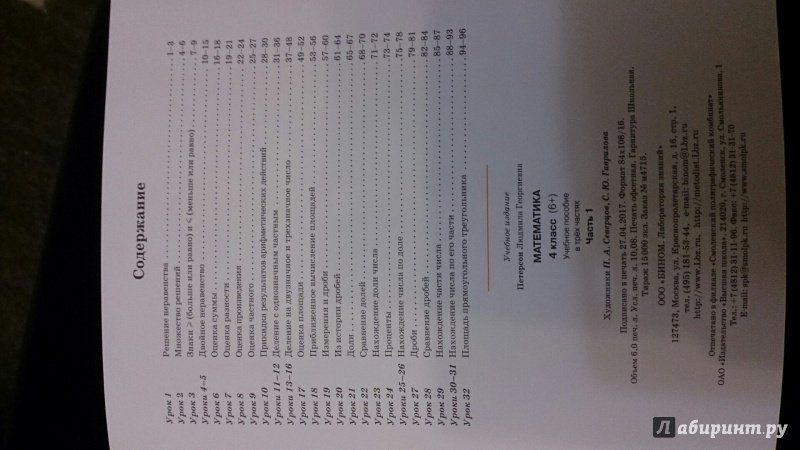 Содержание
Урок 1 Решение неравенства 1–3
Урок 2 Множество решений 4–6
Урок 3 Знаки ⩾ (больше или равно) и ⩽ (меньше или равно) 7–9
Уроки 4–5 Двойное неравенство 10–15
Урок 6 Оценка суммы 16–18
Урок 7 Оценка разности 19–21
Урок 8 Оценка произведения 22–24
Урок 9 Оценка частного 25–27
Урок 10 Прикидка результатов арифметических действий 28–30
Уроки 11–12 Деление с однозначным частным 31–36
Уроки 13–16 Деление на двузначное и трехзначное число 37–48
Урок 17 Оценка площади 49–52
Урок 18 Приближенное вычисление площадей 53–56
Урок 19 Измерения и дроби 57–60
Урок 20 Из истории дробей 61–64
Урок 21 Доли 65–67
Урок 22 Сравнение долей 68–70
Урок 23 Нахождение доли числа 71–72
Урок 24 Проценты 73–74
Уроки 25–26 Нахождение числа по доле 75–78
Урок 27 Дроби 79–81
Урок 28 Сравнение дробей 82–84
Урок 29 Нахождение части числа 85–87
Уроки 30–31 Нахождение числа по его части 88–93
Урок 32 Площадь прямоугольного треугольника 94–96
Учебное издание
Петерсон Людмила Георгиевна
МАТЕМАТИКА
4 класс (6+)
Учебное пособие
в трёх частях
Часть 1
Художники П. А. Северцов, С. Ю. Гаврилова
Подписано в печать 27.04.2017. Формат 84х108/16.
Объем 6,0 печ. л. Усл. печ. л. 10,08. Печать офсетная. Гарнитура Школьная.
Тираж 15000 экз. Заказ № м4715.
ООО «БИНОМ. Лаборатория знаний»
127473, Москва, ул. Краснопролетарская, д. 16, стр. 1,
тел. (495) 181-53-44, e-mail: binom@Lbz.ru
http://www.Lbz.ru, http://metodist.Lbz.ru
Отпечатано в филиале «Смоленский полиграфический комбинат»
ОАО «Издательство «Высшая школа». 214020, г. Смоленск, ул. Смольянинова, 1
Тел.: +7 (4812) 31-11-96. Факс: +7 (4812) 31-31-70
E-mail: spk@smolpk.ru http://www.smolpk.ru
Лабиринт.ру